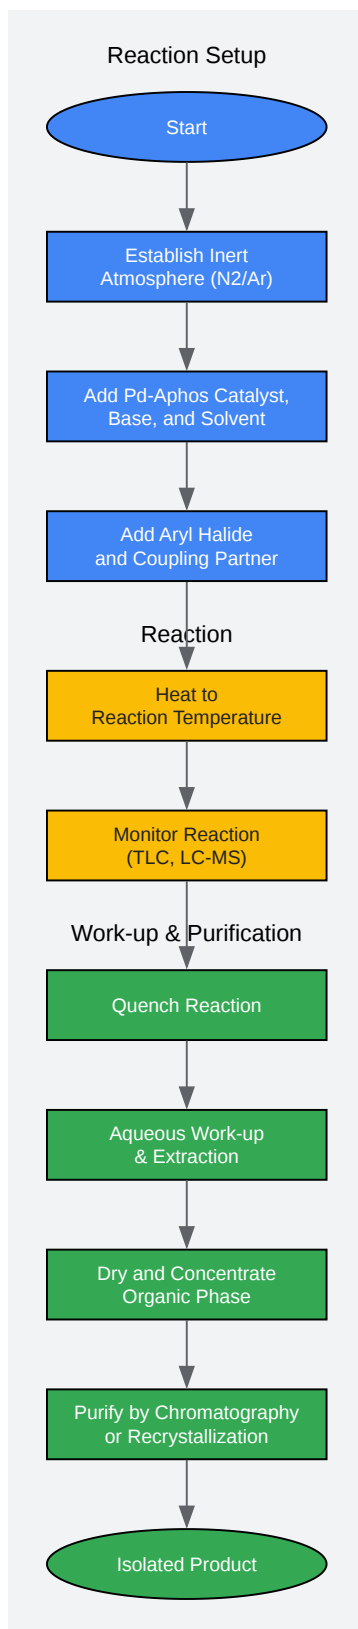 Reaction Setup
Start
Establish Inert
Atmosphere (N2/Ar)
Add Pd-Aphos Catalyst,
Base, and Solvent
Add Aryl Halide
and Coupling Partner
Reaction
Heat to
Reaction Temperature
Monitor Reaction
(TLC, LC-MS)
Work-up & Purification
Quench Reaction
Aqueous Work-up
& Extraction
Dry and Concentrate
Organic Phase
Purify by Chromatography
or Recrystallization
Isolated Product